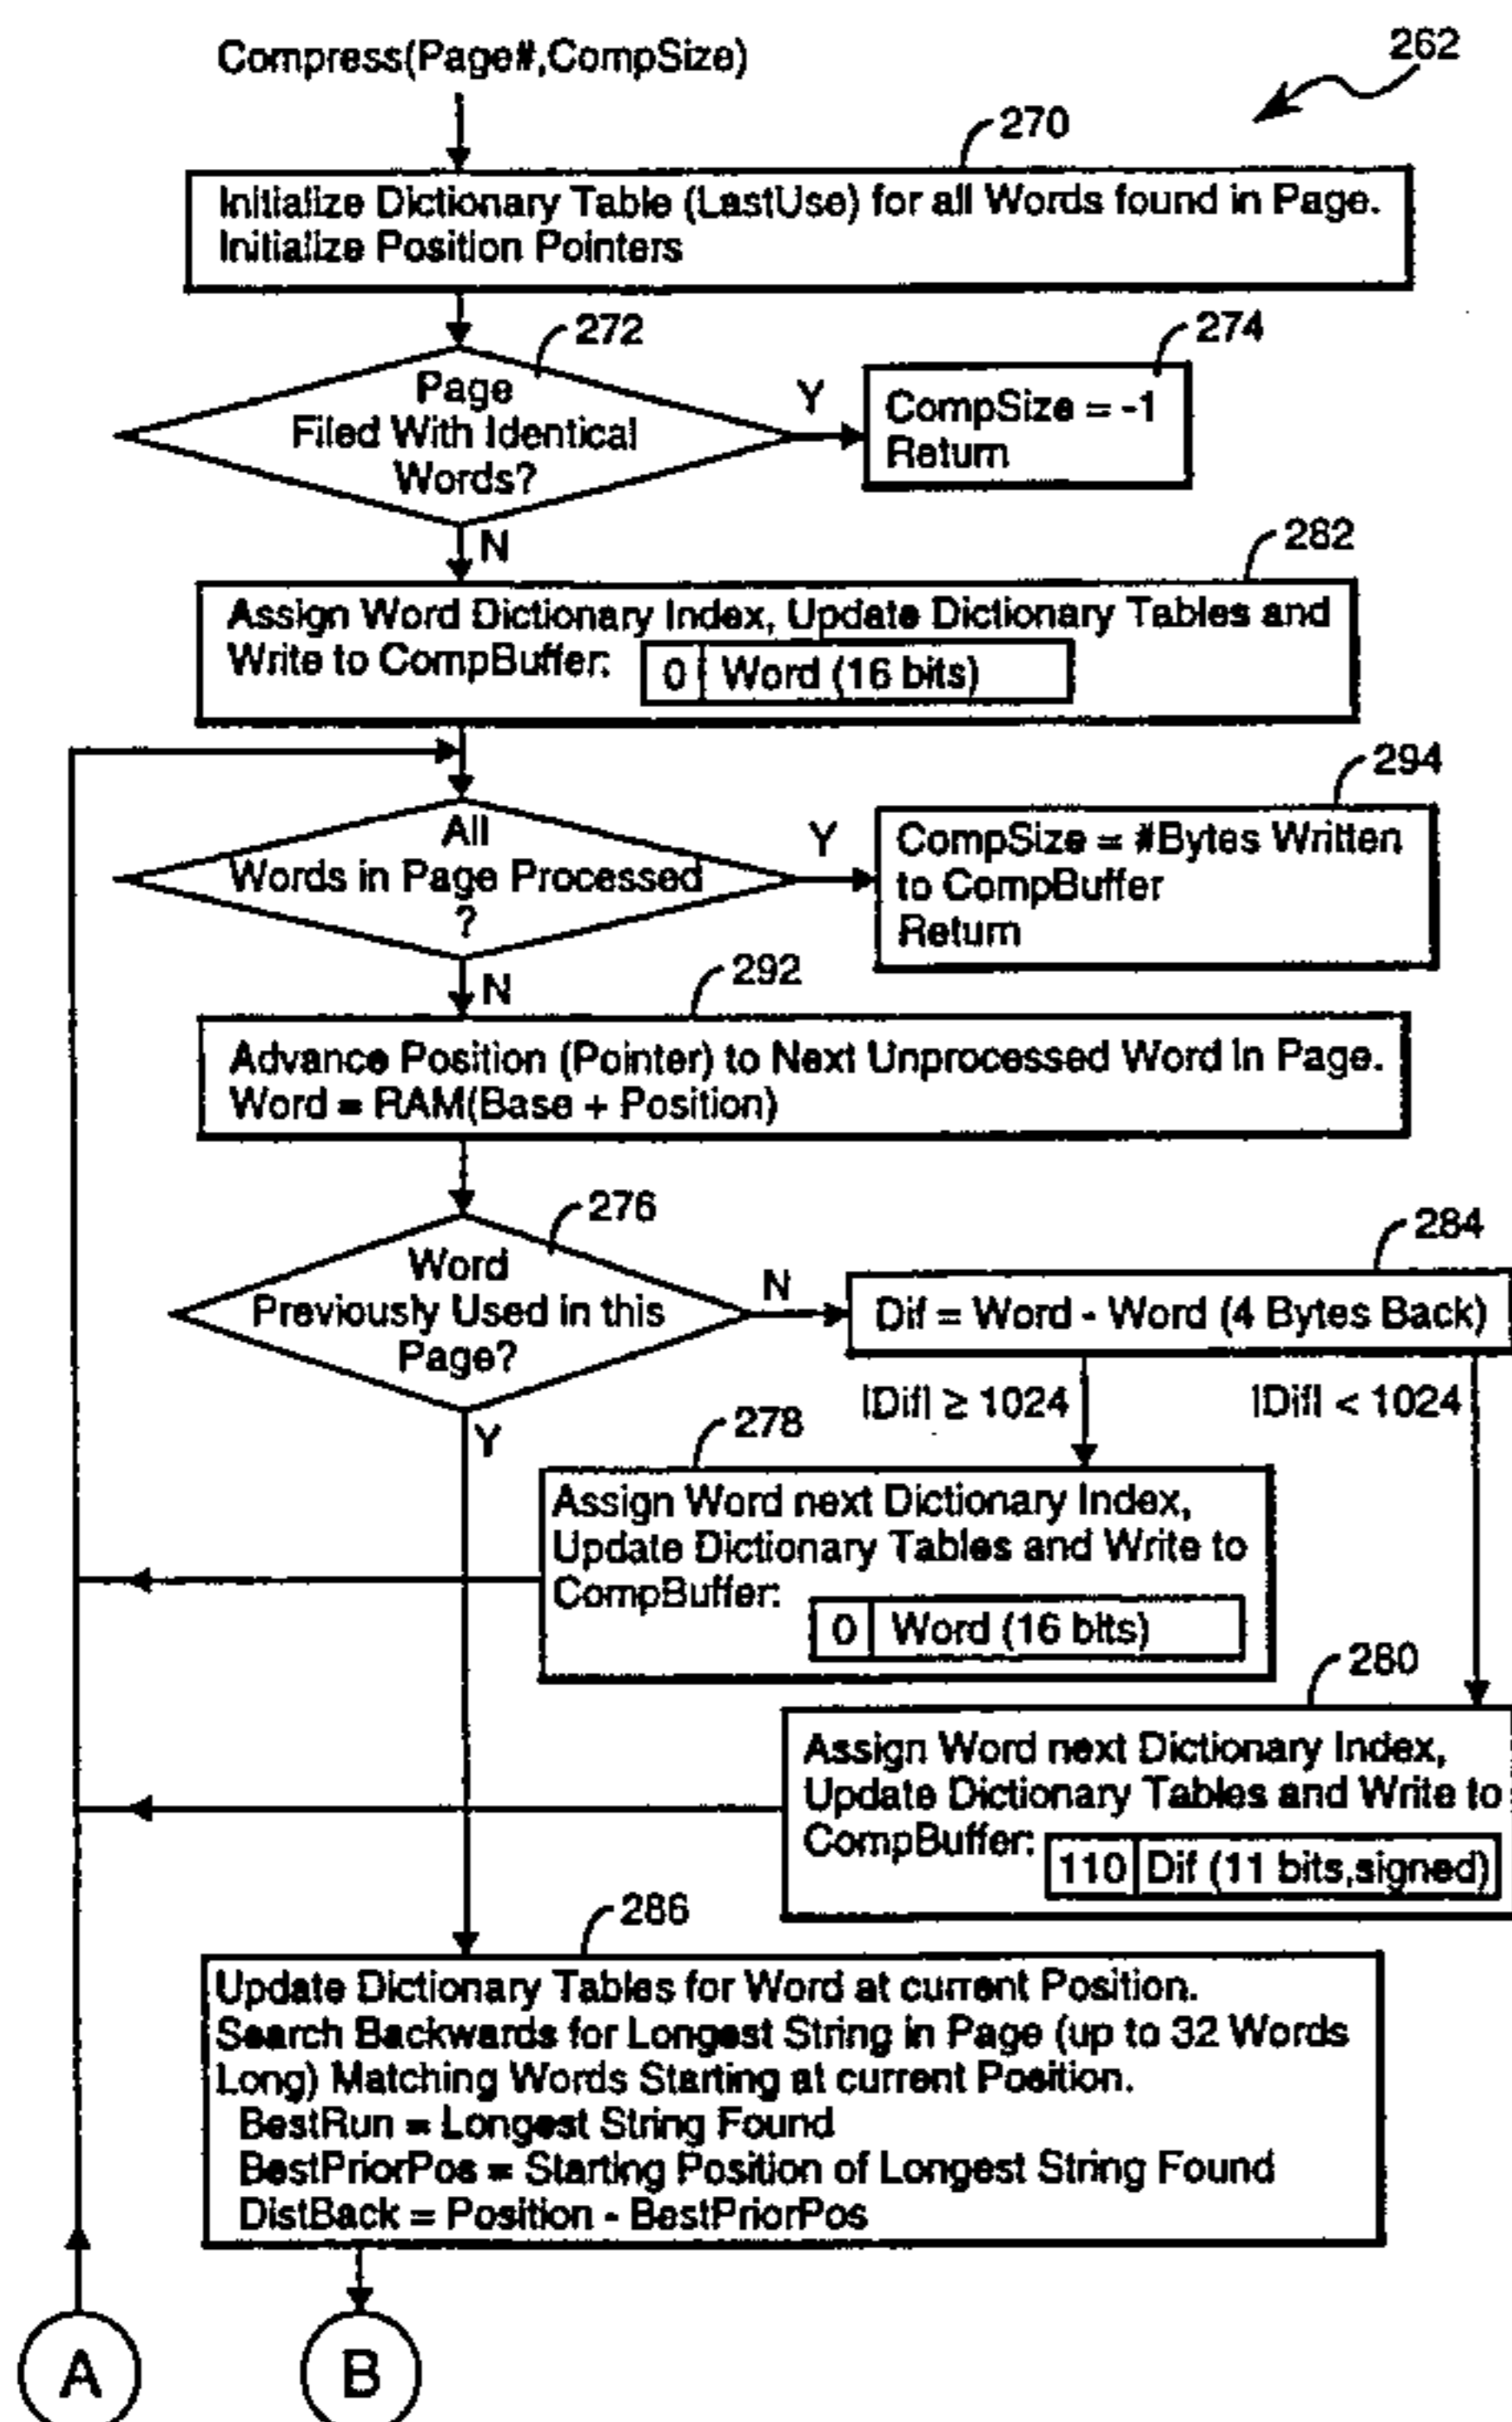 Compress(Page#,CompSize)
262
270
Initialize Dictionary Table (LastUse) for all Words found in Page.
Initialize Position Pointers
272
Page
Filed With Identical
Words?
Y
274
CompSize = -1
Return
N
282
Assign Word Dictionary Index, Update Dictionary Tables and
Write to CompBuffer: 0 Word (16 bits)
All
Words in Page Processed
?
Y
294
CompSize = #Bytes Written
to CompBuffer
Return
N
292
Advance Position (Pointer) to Next Unprocessed Word in Page.
Word = RAM(Base + Position)
276
Word
Previously Used in this
Page?
N
284
Dif = Word - Word (4 Bytes Back)
|Dif| ≥ 1024
|Dif| < 1024
Y
278
Assign Word next Dictionary Index,
Update Dictionary Tables and Write to
CompBuffer:
0 Word (16 bits)
280
Assign Word next Dictionary Index,
Update Dictionary Tables and Write to
CompBuffer: 110 Dif (11 bits,signed)
286
Update Dictionary Tables for Word at current Position.
Search Backwards for Longest String in Page (up to 32 Words
Long) Matching Words Starting at current Position.
BestRun = Longest String Found
BestPriorPos = Starting Position of Longest String Found
DistBack = Position - BestPriorPos
A
B